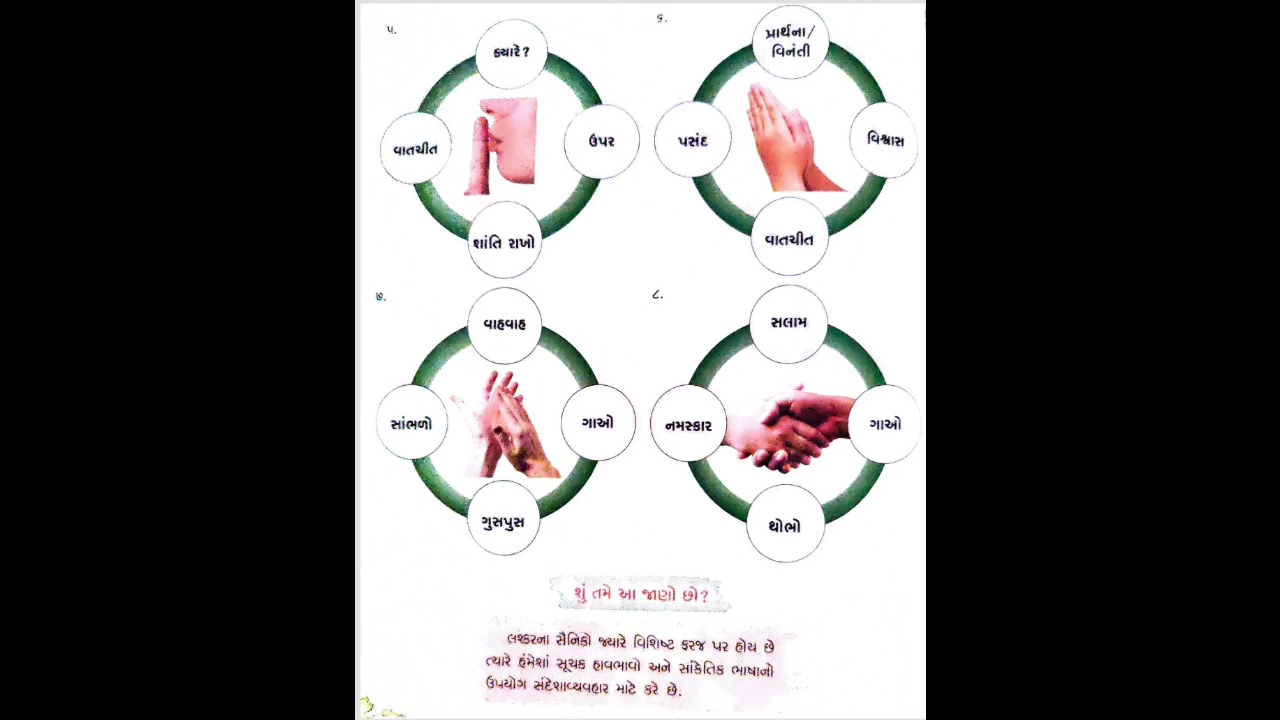 ૫.
ક્યારે?
વાતચીત
ઉપર
શાંતિ રાખો
૬.
પ્રાર્થના/
વિનંતી
પસંદ
વિશ્વાસ
વાતચીત
૭.
વાહવાહ
સાંભળો
ગાઓ
ગુસપુસ
૮.
સલામ
નમસ્કાર
ગાઓ
થોભો
શું તમે આ જાણો છો?
લશ્કરના સૈનિકો જ્યારે વિશિષ્ટ ફરજ પર હોય છે
ત્યારે હંમેશાં સૂચક હાવભાવો અને સાંકેતિક ભાષાનો
ઉપયોગ સંદેશાવ્યવહાર માટે કરે છે.